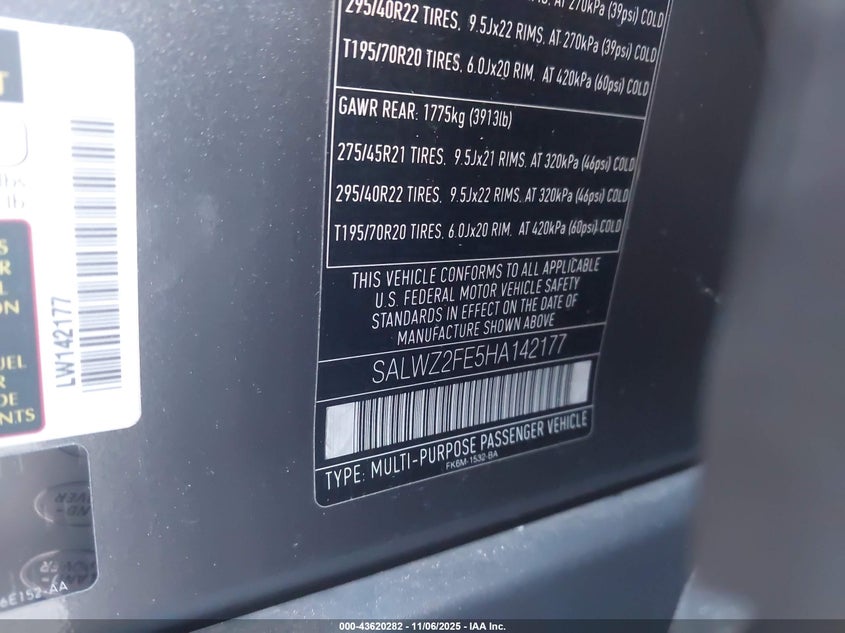 AT 270kPa (39psi) COLD
295/40R22 TIRES, 9.5Jx22 RIMS, AT 270kPa (39psi) COLD
T195/70R20 TIRES, 6.0Jx20 RIM, AT 420kPa (60psi) COLD
GAWR REAR: 1775kg (3913lb)
275/45R21 TIRES, 9.5Jx21 RIMS, AT 320kPa (46psi) COLD
295/40R22 TIRES, 9.5Jx22 RIMS, AT 320kPa (46psi) COLD
T195/70R20 TIRES, 6.0Jx20 RIM, AT 420kPa (60psi) COLD
THIS VEHICLE CONFORMS TO ALL APPLICABLE
U.S. FEDERAL MOTOR VEHICLE SAFETY
STANDARDS IN EFFECT ON THE DATE OF
MANUFACTURE SHOWN ABOVE
SALWZ2FE5HA142177
TYPE: MULTI-PURPOSE PASSENGER VEHICLE
FK6M-1532-BA
LW142177
000-43620282 - 11/06/2025 - IAA Inc.